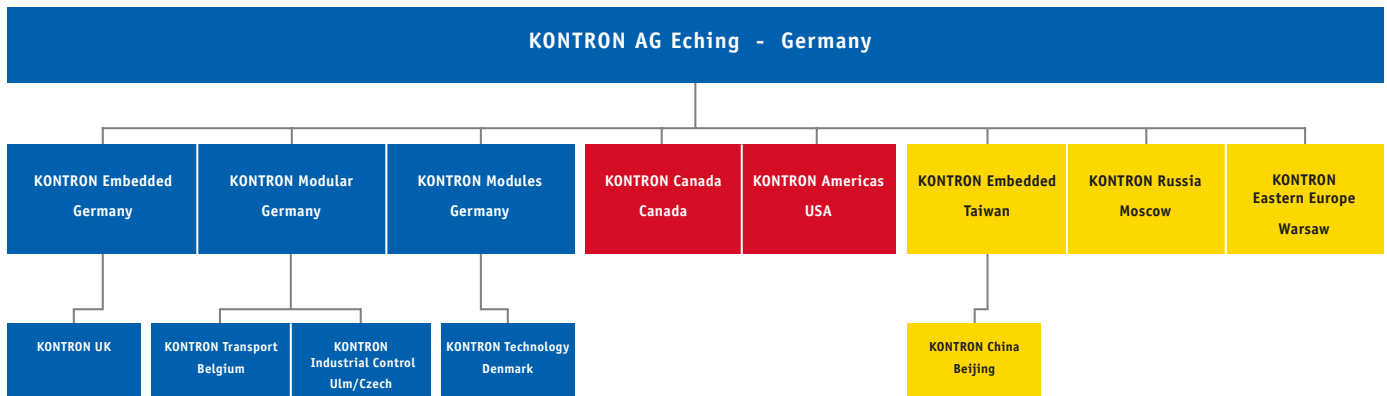 KONTRON AG Eching - Germany
KONTRON Embedded
Germany
KONTRON Modular
Germany
KONTRON Modules
Germany
KONTRON Canada
Canada
KONTRON Americas
USA
KONTRON Embedded
Taiwan
KONTRON Russia
Moscow
KONTRON
Eastern Europe
Warsaw
KONTRON UK
KONTRON Transport
Belgium
KONTRON
Industrial Control
Ulm/Czech
KONTRON Technology
Denmark
KONTRON China
Beijing